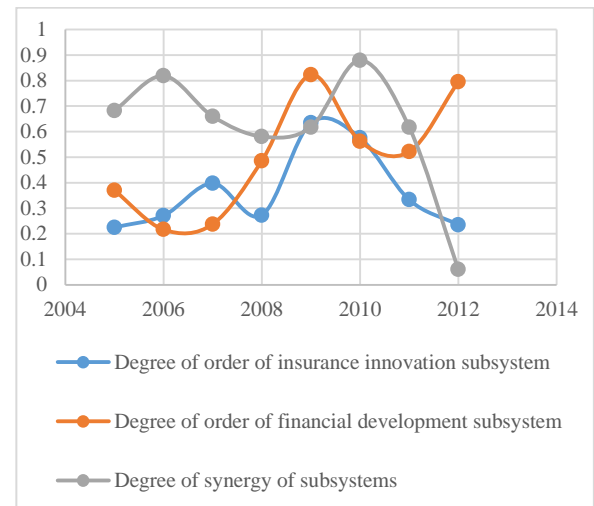 1
0.9
0.8
0.7
0.6
0.5
0.4
0.3
0.2
0.1
0
2004 2006 2008 2010 2012 2014
Degree of order of insurance innovation subsystem
Degree of order of financial development subsystem
Degree of synergy of subsystems